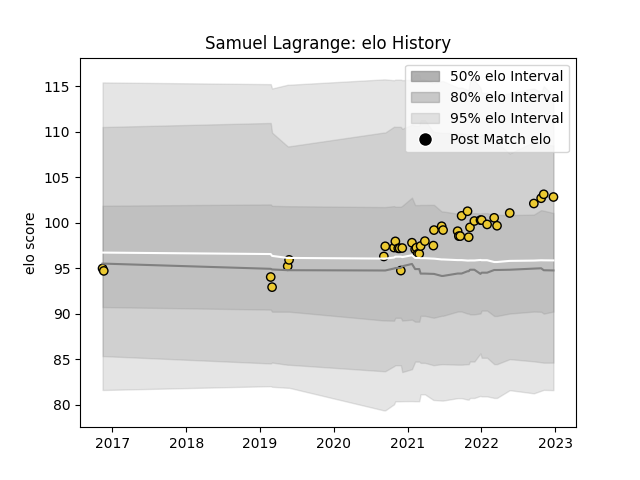 Samuel Lagrange: elo History
50% elo Interval
80% elo Interval
95% elo Interval
Post Match elo
elo score
115
110
105
100
95
90
85
80
2017 2018 2019 2020 2021 2022 2023